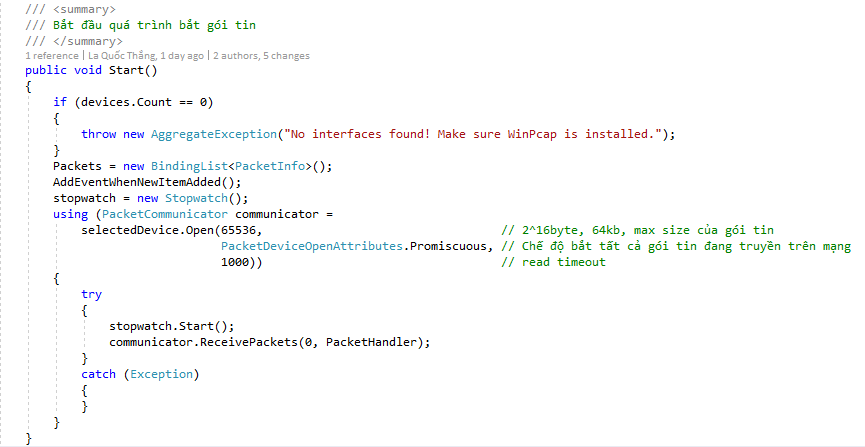 /// <summary>
/// Bắt đầu quá trình bắt gói tin
/// </summary>
1 reference | La Quốc Thắng, 1 day ago | 2 authors, 5 changes
public void Start()
{
    if (devices.Count == 0)
    {
        throw new AggregateException("No interfaces found! Make sure WinPcap is installed.");
    }
    Packets = new BindingList<PacketInfo>();
    AddEventWhenNewItemAdded();
    stopwatch = new Stopwatch();
    using (PacketCommunicator communicator =
        selectedDevice.Open(65536,                                  // 2^16byte, 64kb, max size của gói tin
                            PacketDeviceOpenAttributes.Promiscuous, // Chế độ bắt tất cả gói tin đang truyền trên mạng
                            1000))                                  // read timeout
    {
        try
        {
            stopwatch.Start();
            communicator.ReceivePackets(0, PacketHandler);
        }
        catch (Exception)
        {
        }
    }
}